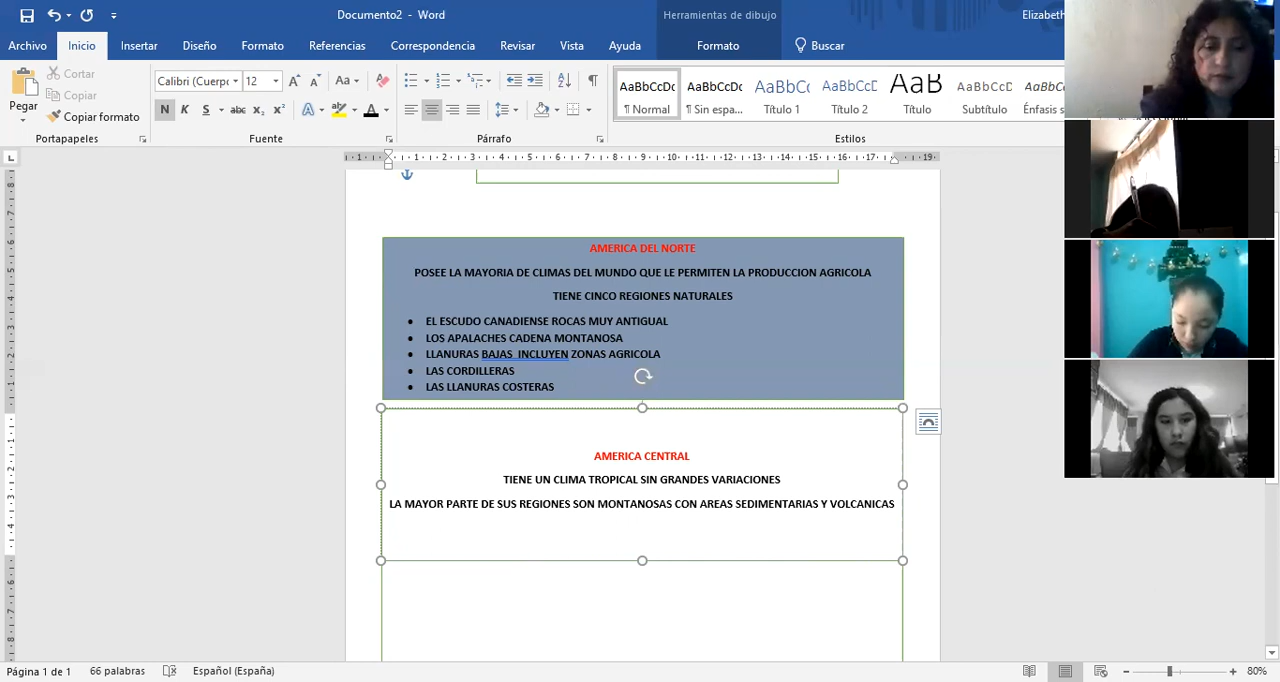 Documento2 - Word
Herramientas de dibujo
Elizabeth
Archivo Inicio Insertar Diseño Formato Referencias Correspondencia Revisar Vista Ayuda Formato Buscar
Pegar
Cortar
Copiar
Copiar formato
Portapapeles
Calibri (Cuerpo 12
Fuente
Párrafo
AaBbCcDc AaBbCcDc AaBbCc AaBbCcD AaB AaBbCcD AaBbCcDc
¶ Normal ¶ Sin espa... Título 1 Título 2 Título Subtítulo Énfasis s
Estilos
AMERICA DEL NORTE
POSEE LA MAYORIA DE CLIMAS DEL MUNDO QUE LE PERMITEN LA PRODUCCION AGRICOLA
TIENE CINCO REGIONES NATURALES
• EL ESCUDO CANADIENSE ROCAS MUY ANTIGUAL
• LOS APALACHES CADENA MONTANOSA
• LLANURAS BAJAS INCLUYEN ZONAS AGRICOLA
• LAS CORDILLERAS
• LAS LLANURAS COSTERAS
AMERICA CENTRAL
TIENE UN CLIMA TROPICAL SIN GRANDES VARIACIONES
LA MAYOR PARTE DE SUS REGIONES SON MONTANOSAS CON AREAS SEDIMENTARIAS Y VOLCANICAS
Página 1 de 1 66 palabras Español (España) 80%